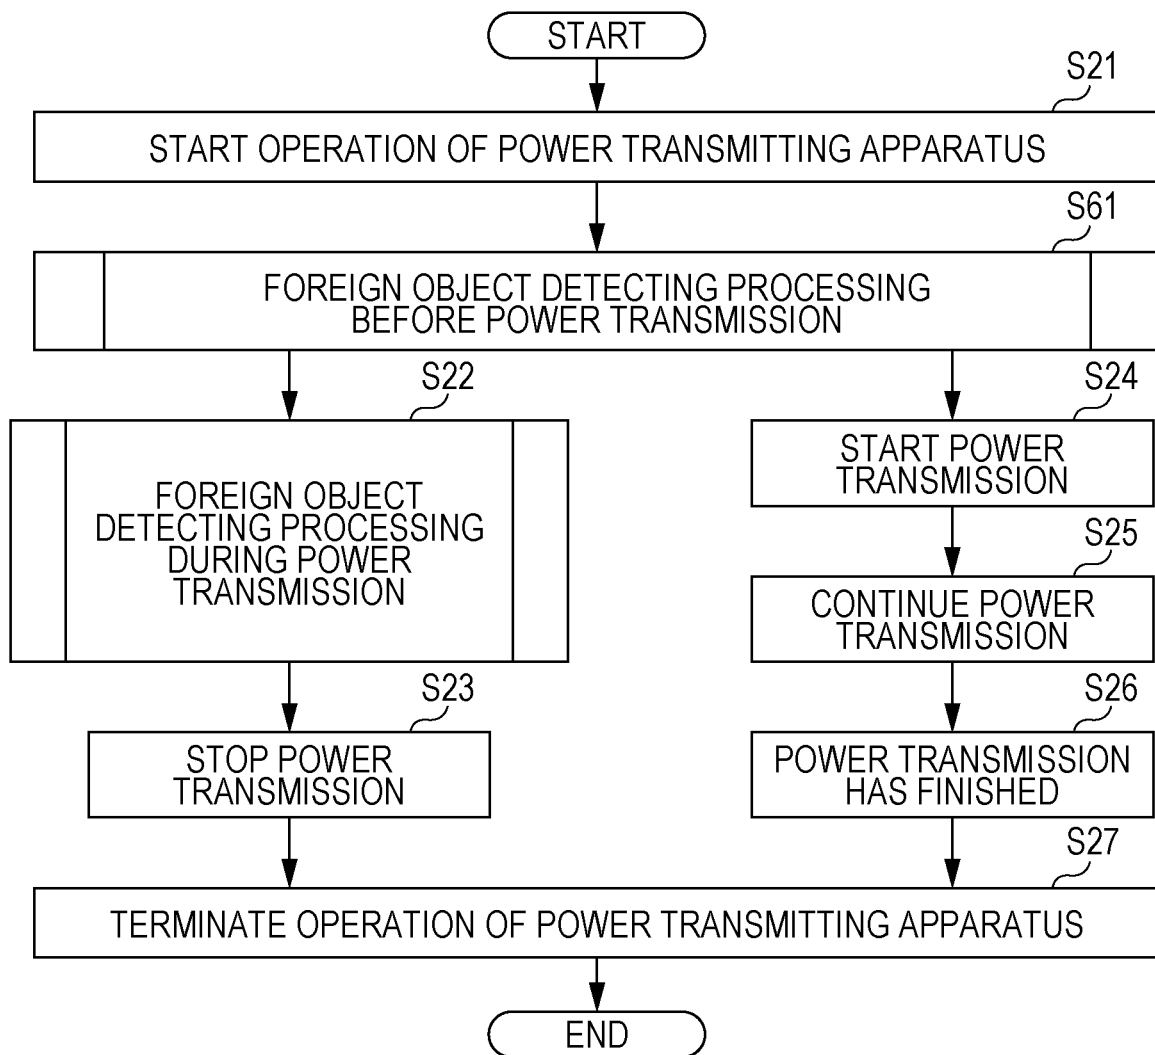 START
S21
START OPERATION OF POWER TRANSMITTING APPARATUS
S61
FOREIGN OBJECT DETECTING PROCESSING
BEFORE POWER TRANSMISSION
S22
FOREIGN OBJECT
DETECTING PROCESSING
DURING POWER
TRANSMISSION
S23
STOP POWER
TRANSMISSION
S24
START POWER
TRANSMISSION
S25
CONTINUE POWER
TRANSMISSION
S26
POWER TRANSMISSION
HAS FINISHED
S27
TERMINATE OPERATION OF POWER TRANSMITTING APPARATUS
END